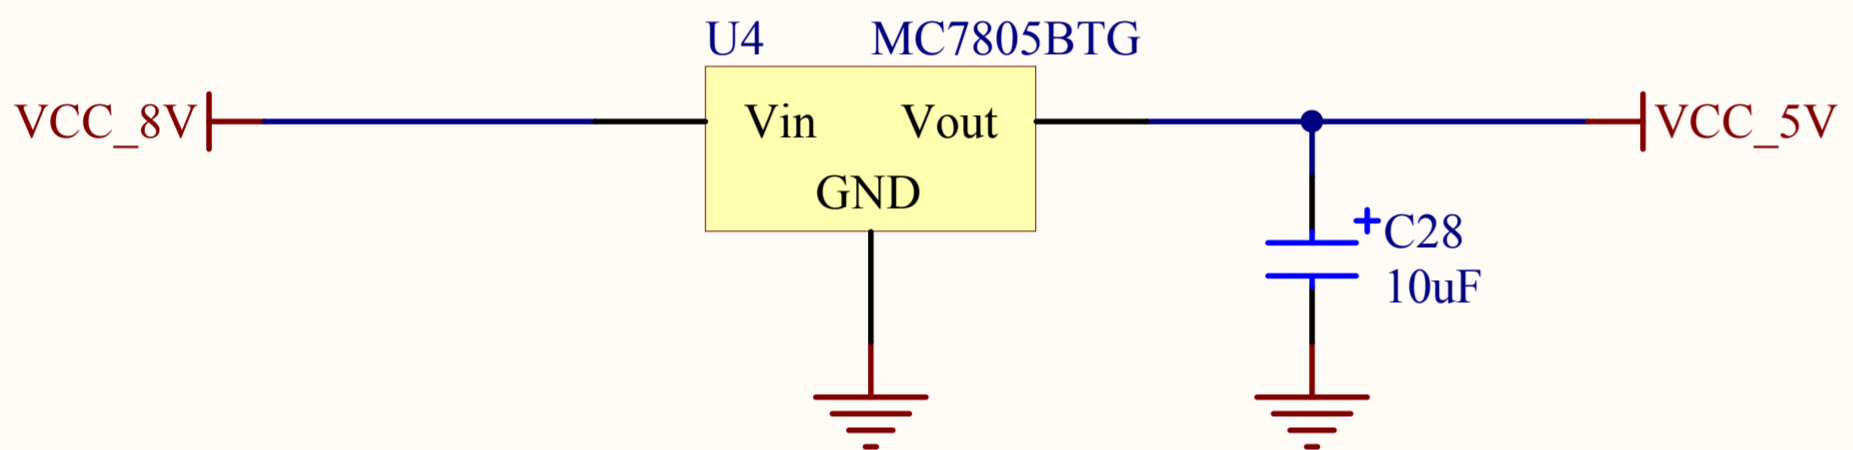 U4 MC7805BTG
VCC_8V Vin Vout VCC_5V
GND
+ C28
10uF